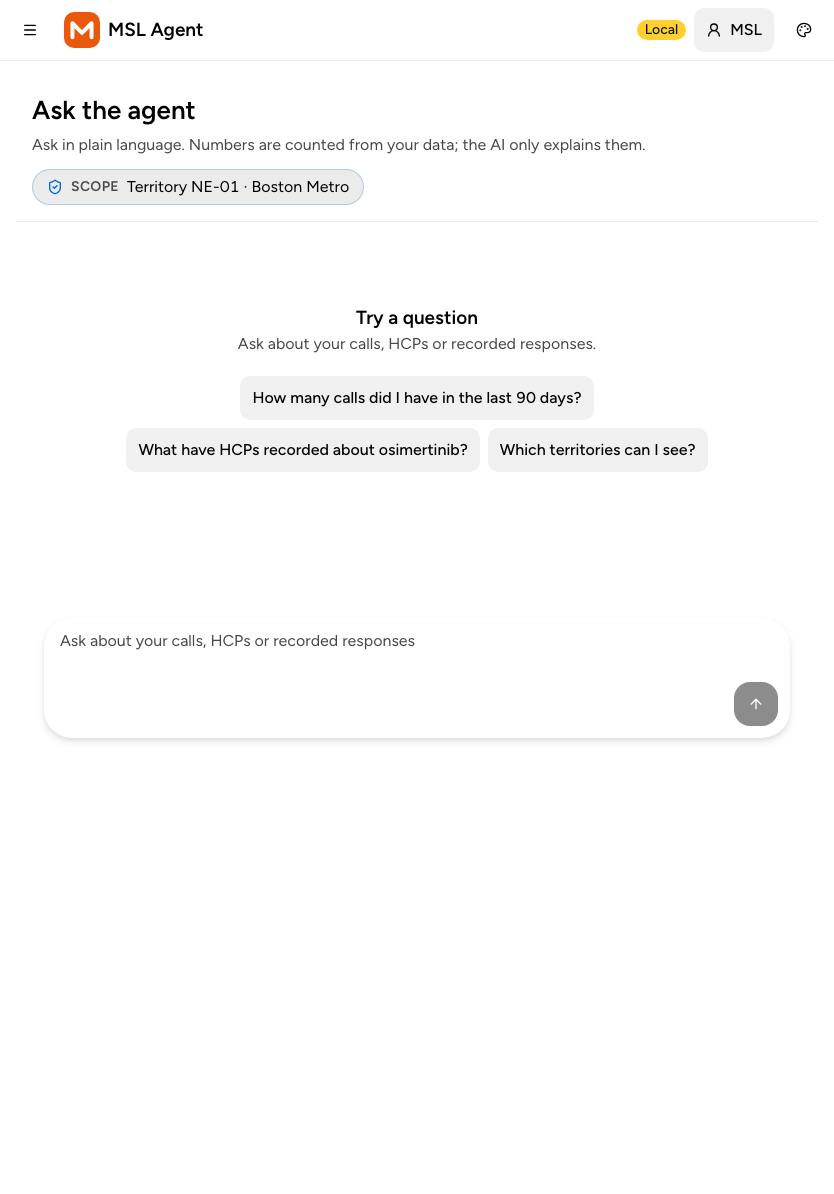 MSL Agent
Local
MSL
Ask the agent
Ask in plain language. Numbers are counted from your data; the AI only explains them.
SCOPE Territory NE-01 · Boston Metro
Try a question
Ask about your calls, HCPs or recorded responses.
How many calls did I have in the last 90 days?
What have HCPs recorded about osimertinib?
Which territories can I see?
Ask about your calls, HCPs or recorded responses